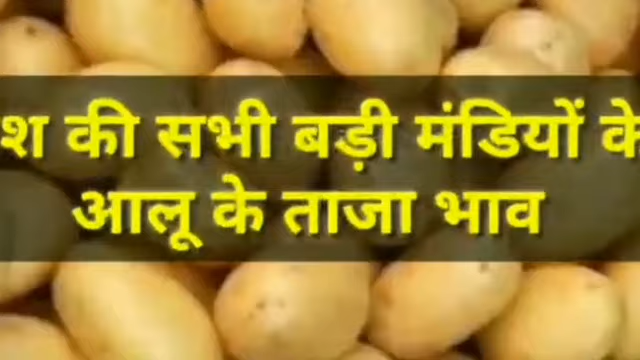 श की सभी बड़ी मंडियों के
आलू के ताजा भाव